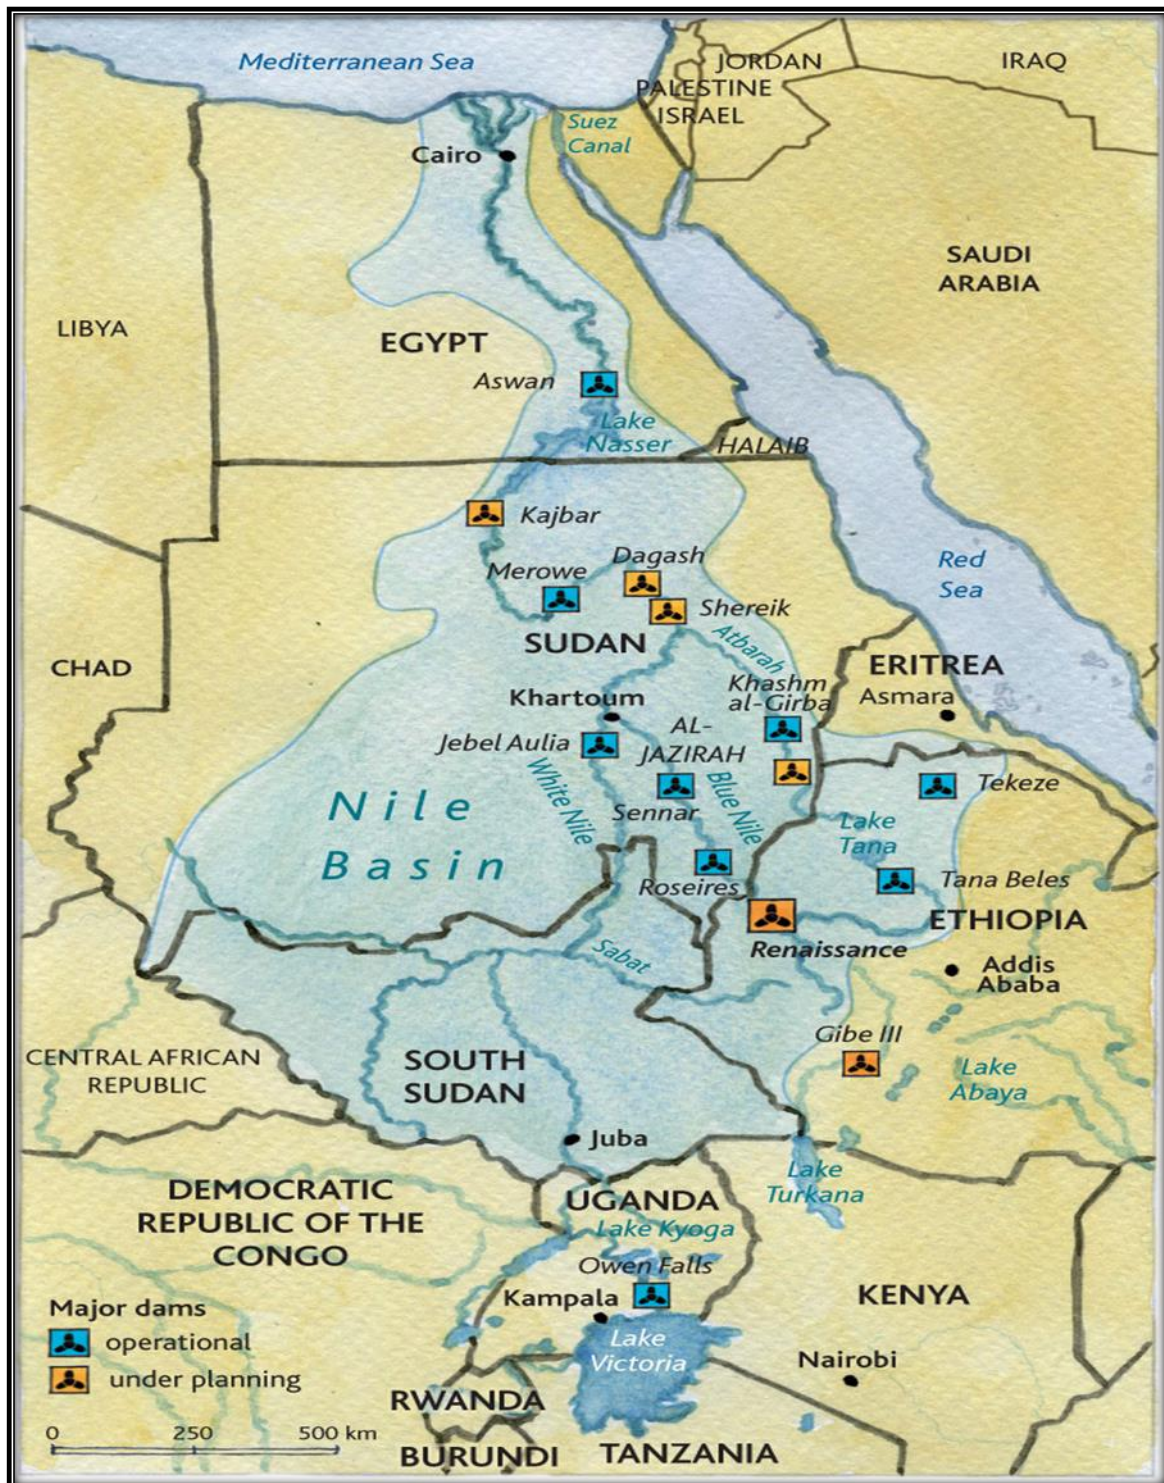 Mediterranean Sea
JORDAN
IRAQ
PALESTINE
ISRAEL
Suez
Canal
Cairo
SAUDI
ARABIA
LIBYA
EGYPT
Aswan
Lake
Nasser
HALAIB
Kajbar
Dagash
Red
Sea
Merowe
Shereik
SUDAN
Atbarah
CHAD
ERITREA
Khashm
al-Girba
Asmara
Khartoum
AL-
JAZIRAH
Jebel Aulia
White Nile
Blue Nile
Sennar
Tekeze
Nile
Basin
Lake
Tana
Roseires
Tana Beles
ETHIOPIA
Renaissance
Sabat
Addis
Ababa
Gibe III
CENTRAL AFRICAN
REPUBLIC
SOUTH
SUDAN
Lake
Abaya
Juba
Lake
Turkana
DEMOCRATIC
REPUBLIC OF THE
CONGO
UGANDA
Lake Kyoga
Owen Falls
Kampala
KENYA
Lake
Victoria
Nairobi
Major dams
operational
under planning
RWANDA
0 250 500 km
BURUNDI
TANZANIA